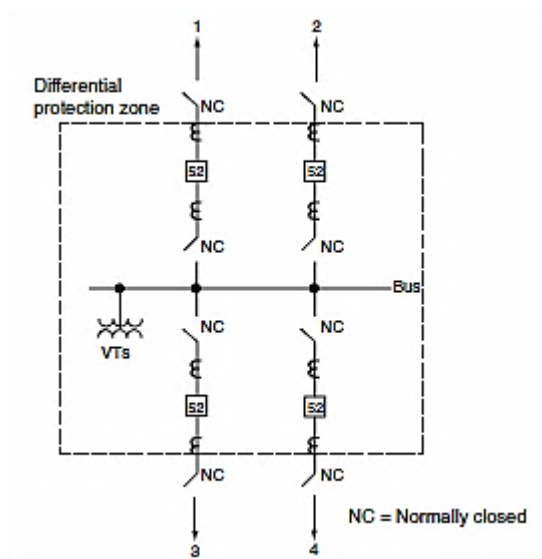 1 2
Differential
protection zone
NC NC
52 52
NC NC
Bus
NC NC
VTs
52 52
NC NC
NC = Normally closed
3 4